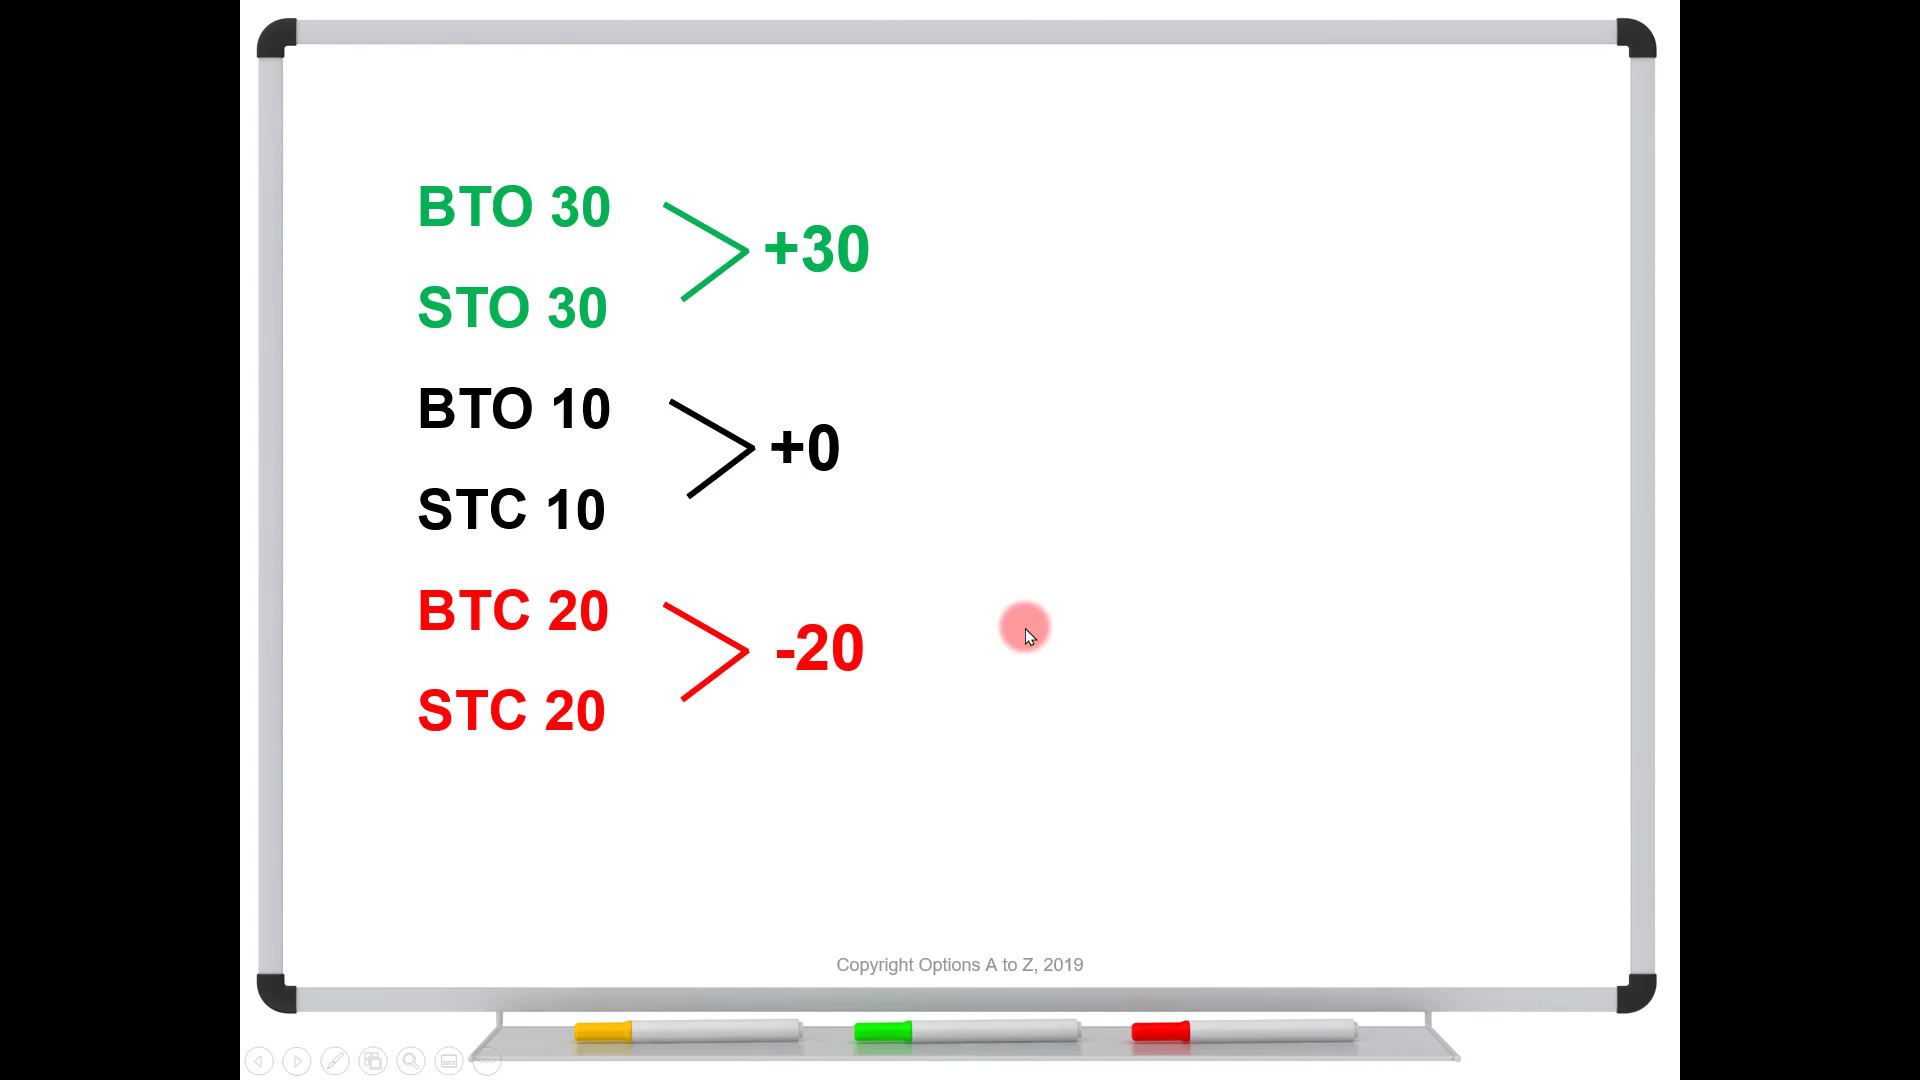 BTO 30
STO 30
+30
BTO 10
STC 10
+0
BTC 20
STC 20
-20
Copyright Options A to Z, 2019